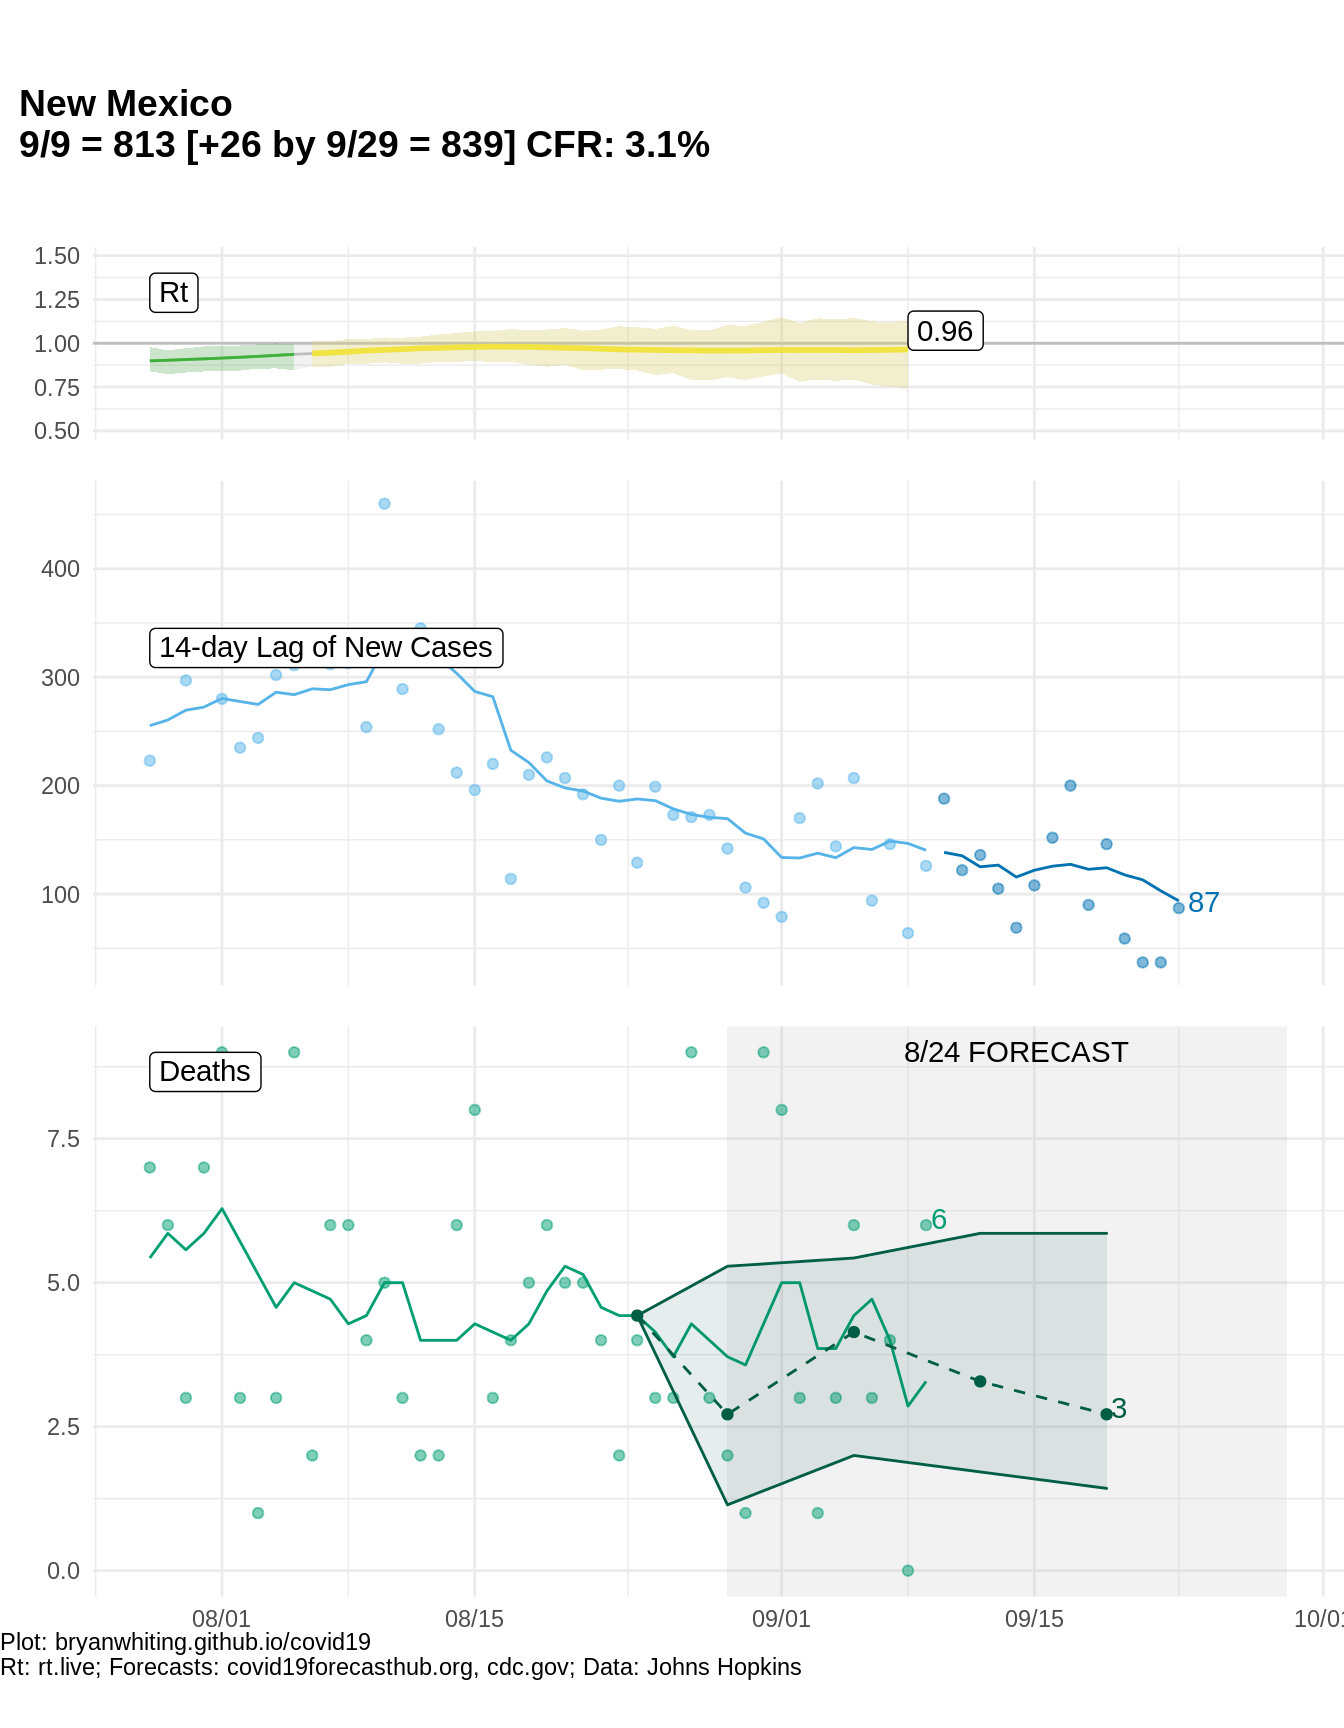 New Mexico
9/9 = 813 [+26 by 9/29 = 839] CFR: 3.1%
1.50
Rt
1.25
0.96
1.00
0.75
0.50
400
14-day Lag of New Cases
300
200
100
87
8/24 FORECAST
Deaths
7.5
6
5.0
3
2.5
0.0
08/01 08/15 09/01 09/15 10/01
Plot: bryanwhiting.github.io/covid19
Rt: rt.live; Forecasts: covid19forecasthub.org, cdc.gov; Data: Johns Hopkins